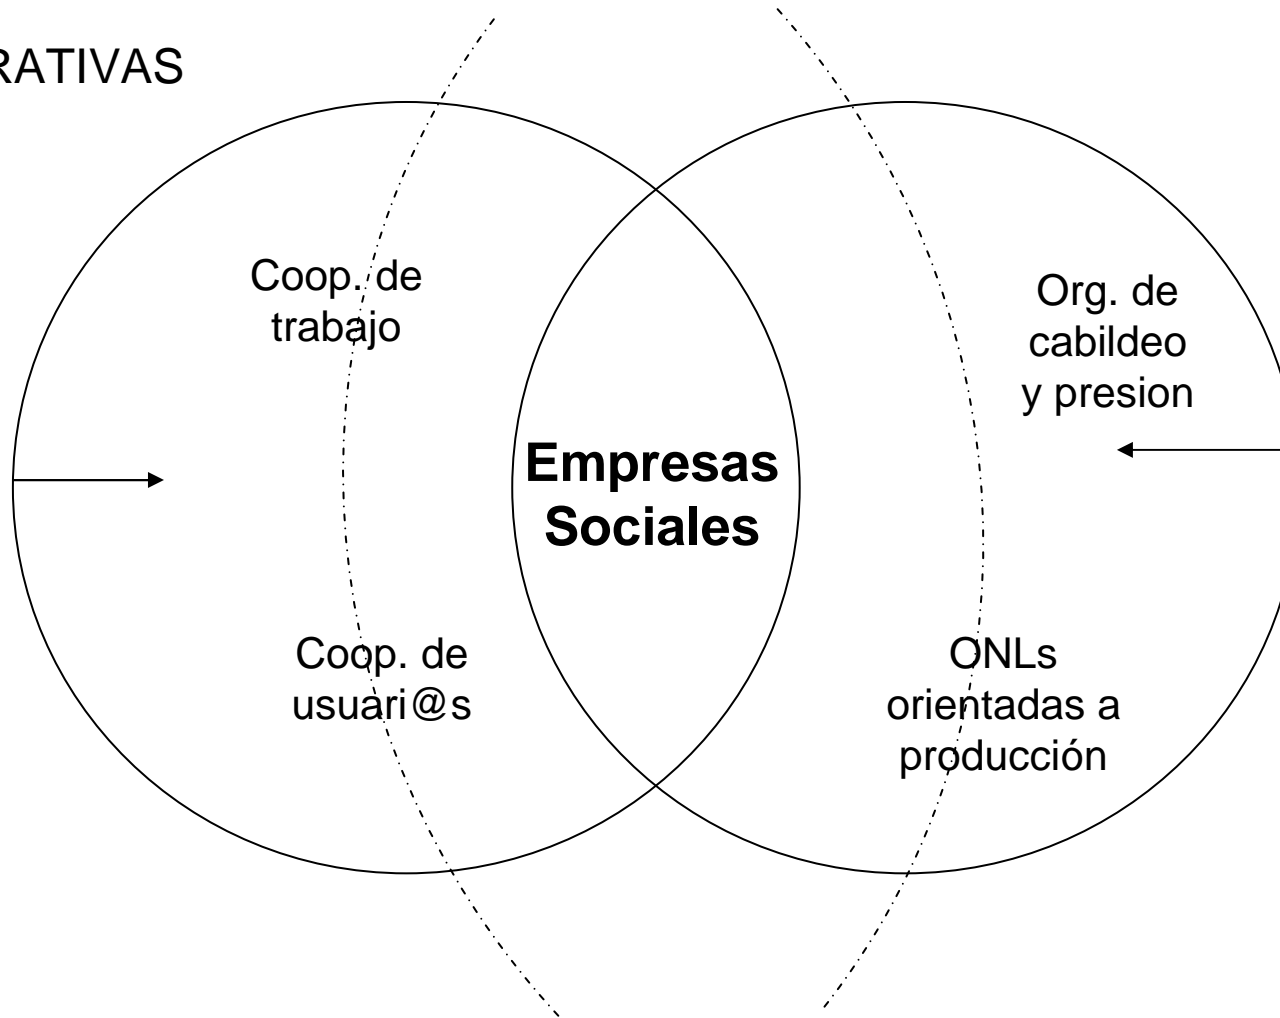 RATIVAS
Coop. de
trabajo
Org. de
cabildeo
y presion
Empresas
Sociales
Coop. de
usuari@s
ONLs
orientadas a
producción